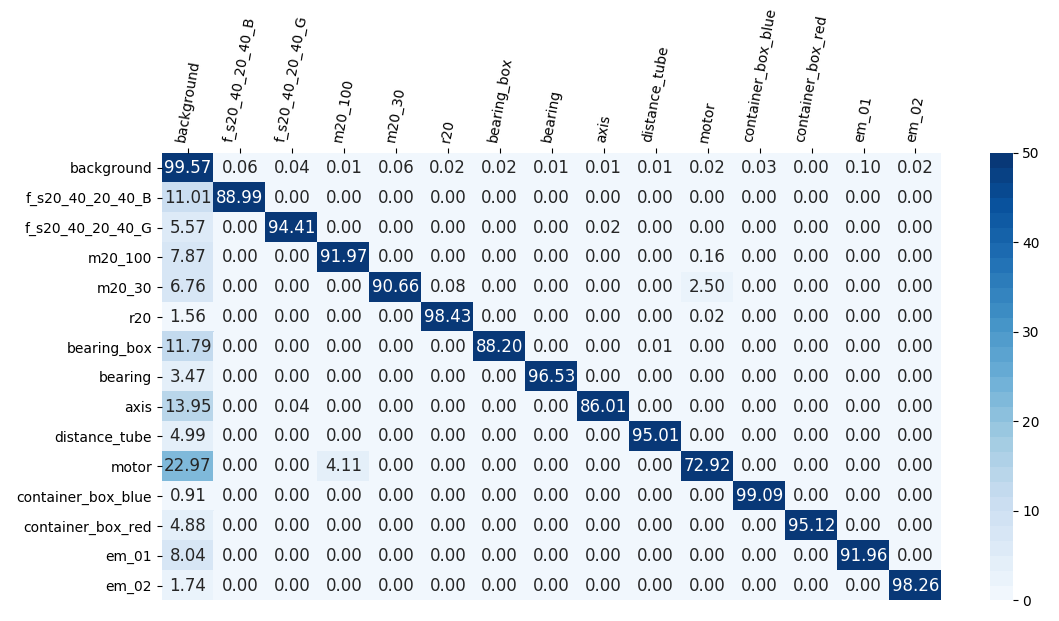 background f_s20_40_20_40_B f_s20_40_20_40_G m20_100 m20_30 r20 bearing_box bearing axis distance_tube motor container_box_blue container_box_red em_01 em_02
background 99.57 0.06 0.04 0.01 0.06 0.02 0.02 0.01 0.01 0.01 0.02 0.03 0.00 0.10 0.02
f_s20_40_20_40_B 11.01 88.99 0.00 0.00 0.00 0.00 0.00 0.00 0.00 0.00 0.00 0.00 0.00 0.00 0.00
f_s20_40_20_40_G 5.57 0.00 94.41 0.00 0.00 0.00 0.00 0.00 0.02 0.00 0.00 0.00 0.00 0.00 0.00
m20_100 7.87 0.00 0.00 91.97 0.00 0.00 0.00 0.00 0.00 0.00 0.16 0.00 0.00 0.00 0.00
m20_30 6.76 0.00 0.00 0.00 90.66 0.08 0.00 0.00 0.00 0.00 2.50 0.00 0.00 0.00 0.00
r20 1.56 0.00 0.00 0.00 0.00 98.43 0.00 0.00 0.00 0.00 0.02 0.00 0.00 0.00 0.00
bearing_box 11.79 0.00 0.00 0.00 0.00 0.00 88.20 0.00 0.00 0.01 0.00 0.00 0.00 0.00 0.00
bearing 3.47 0.00 0.00 0.00 0.00 0.00 0.00 96.53 0.00 0.00 0.00 0.00 0.00 0.00 0.00
axis 13.95 0.00 0.04 0.00 0.00 0.00 0.00 0.00 86.01 0.00 0.00 0.00 0.00 0.00 0.00
distance_tube 4.99 0.00 0.00 0.00 0.00 0.00 0.00 0.00 0.00 95.01 0.00 0.00 0.00 0.00 0.00
motor 22.97 0.00 0.00 4.11 0.00 0.00 0.00 0.00 0.00 0.00 72.92 0.00 0.00 0.00 0.00
container_box_blue 0.91 0.00 0.00 0.00 0.00 0.00 0.00 0.00 0.00 0.00 0.00 99.09 0.00 0.00 0.00
container_box_red 4.88 0.00 0.00 0.00 0.00 0.00 0.00 0.00 0.00 0.00 0.00 0.00 95.12 0.00 0.00
em_01 8.04 0.00 0.00 0.00 0.00 0.00 0.00 0.00 0.00 0.00 0.00 0.00 0.00 91.96 0.00
em_02 1.74 0.00 0.00 0.00 0.00 0.00 0.00 0.00 0.00 0.00 0.00 0.00 0.00 0.00 98.26
50
40
30
20
10
0